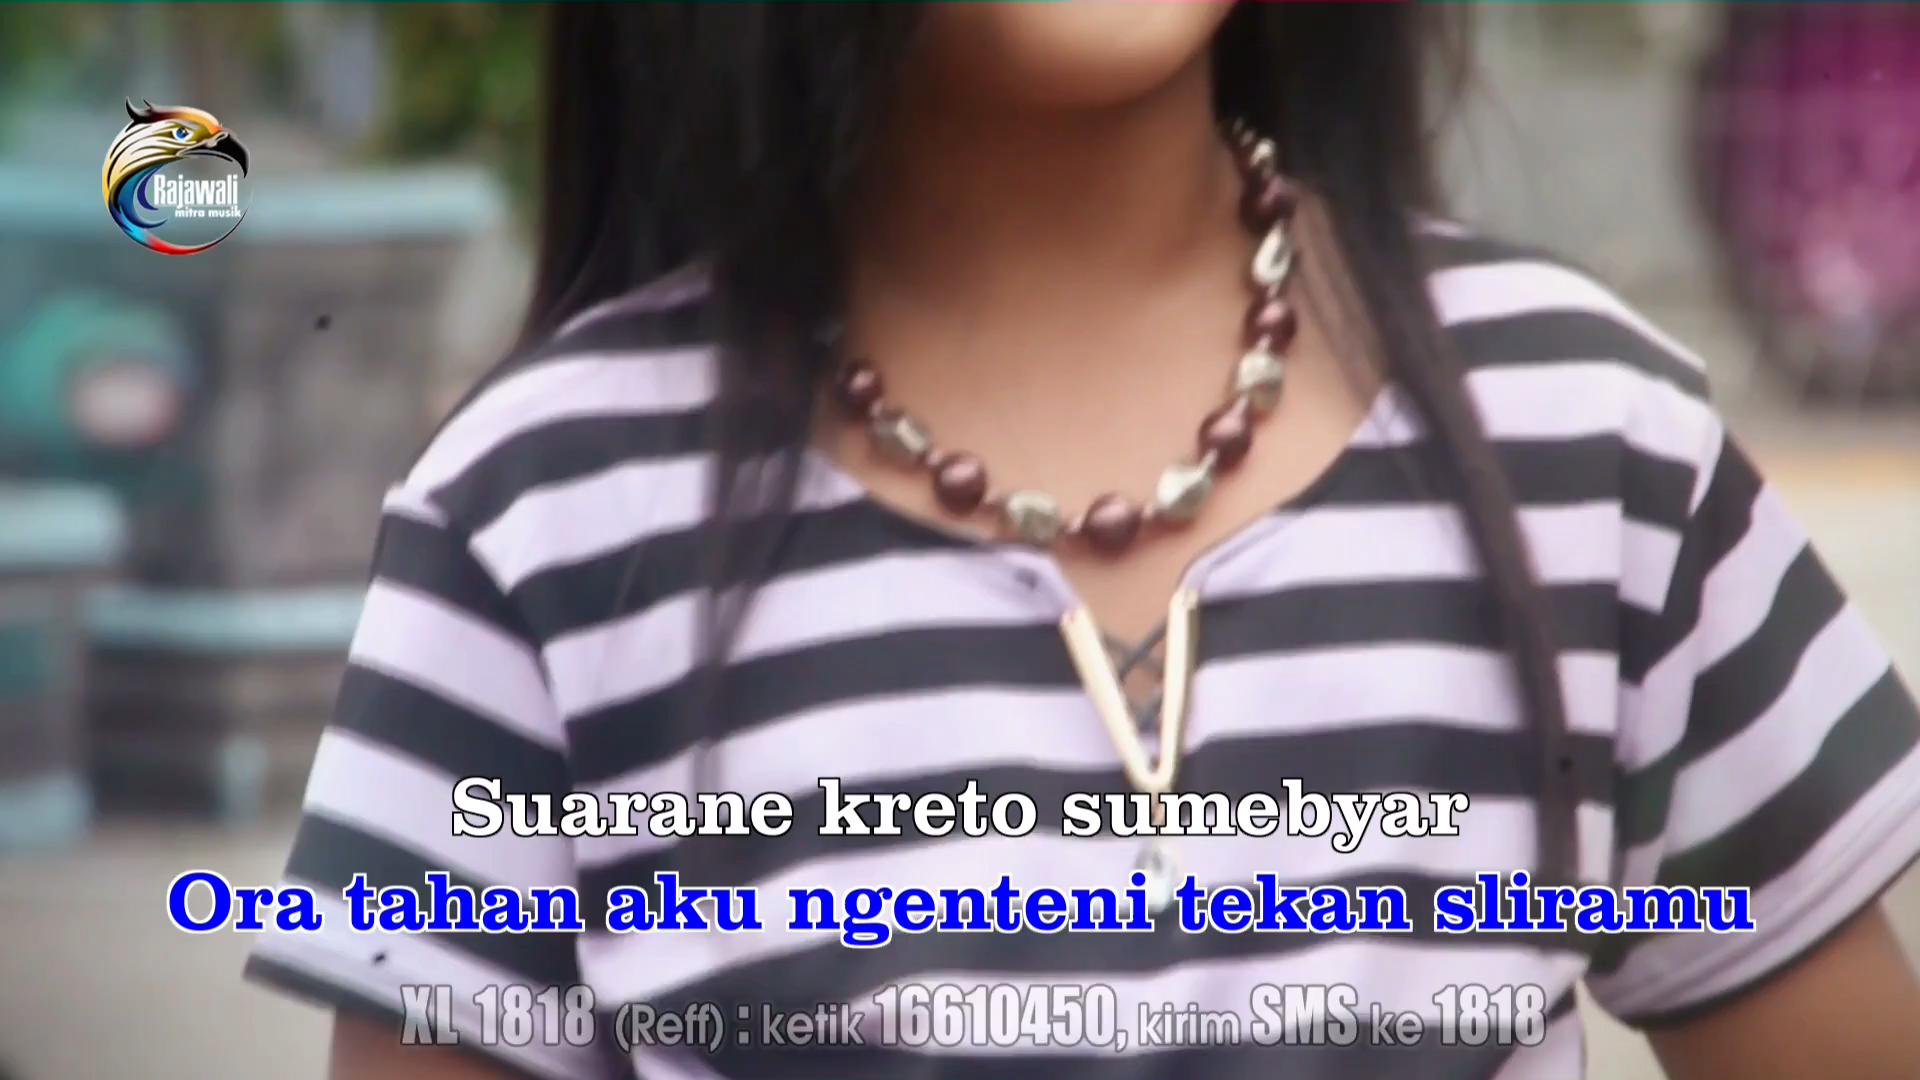 Rajawali
mitra musik
Suarane kreto sumebyar
Ora tahan aku ngenteni tekan sliramu
XL 1818 (Reff) : ketik 16610450, kirim SMS ke 1818